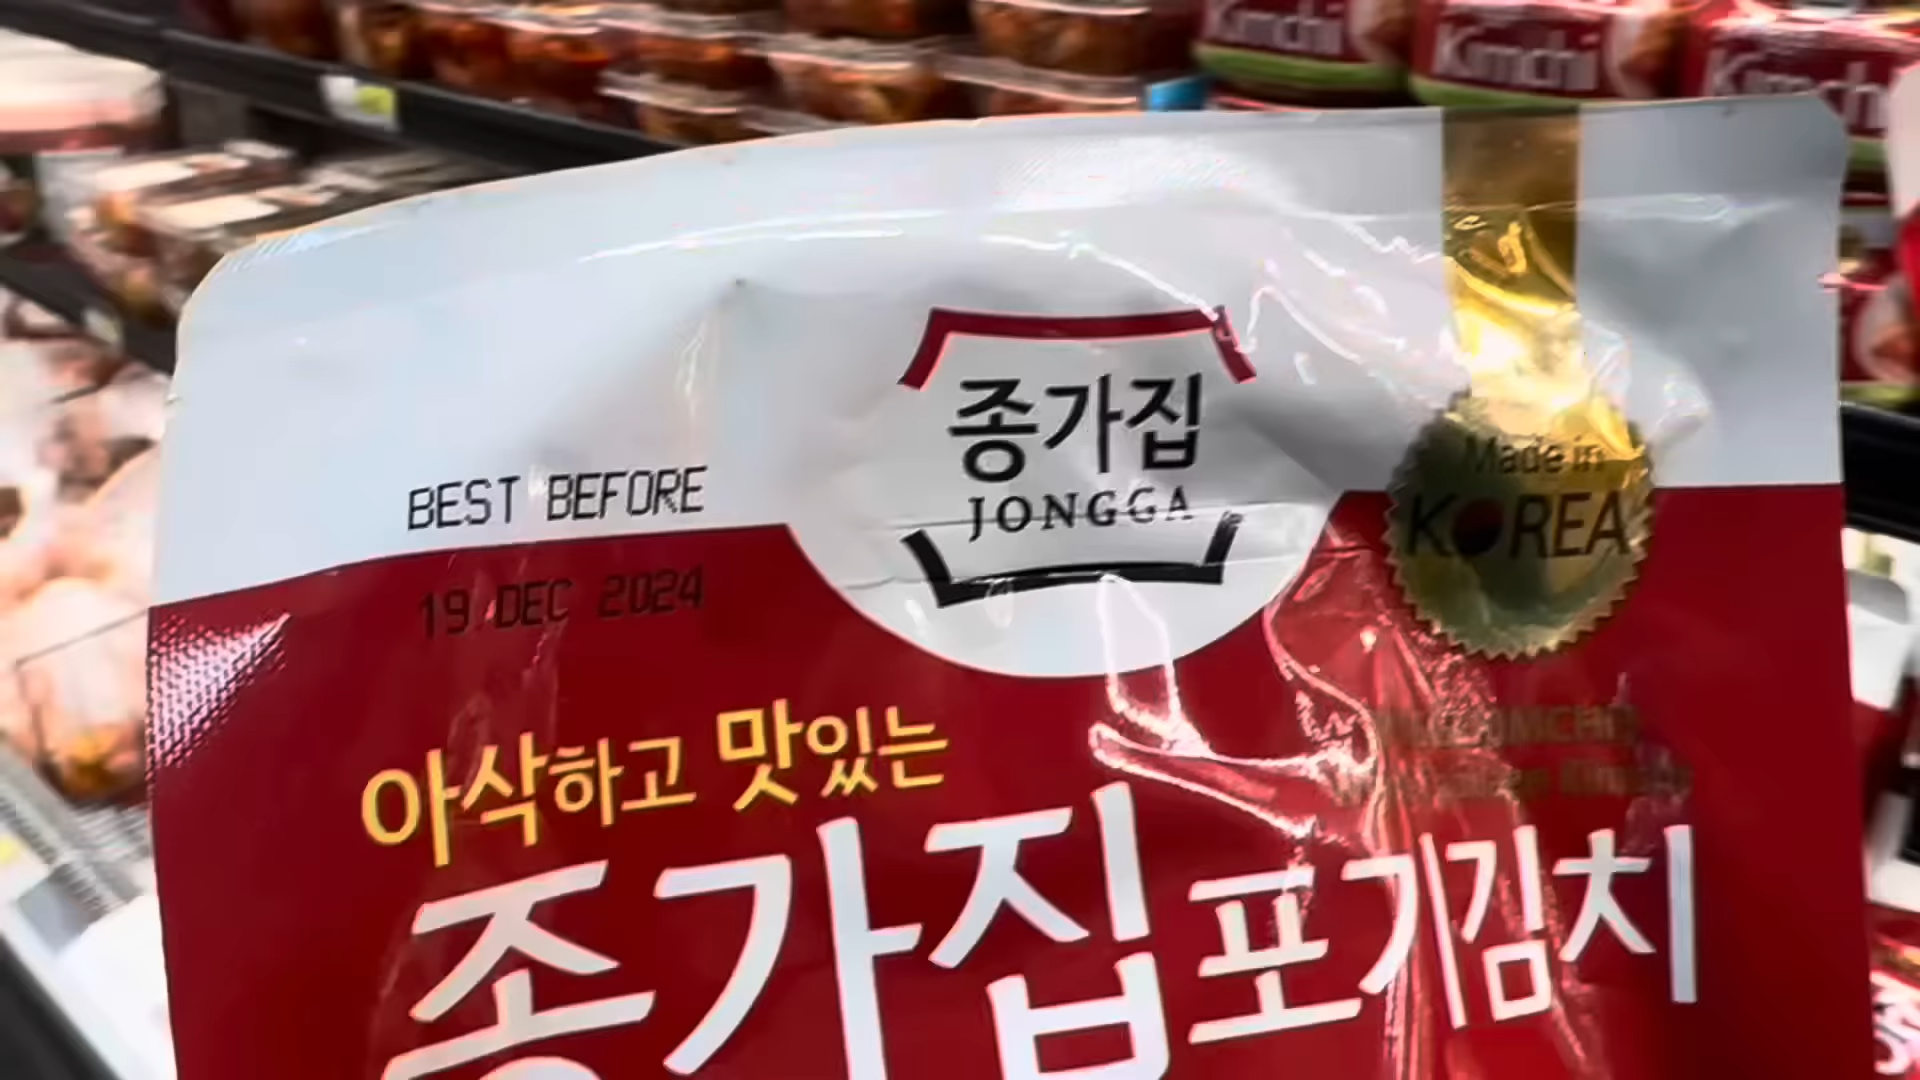 Kimchi
Kimchi
Kimch
종가집
JONGGA
Made in
KOREA
BEST BEFORE
19.DEC 2024
아삭하고 맛있는
종가집 포기김치